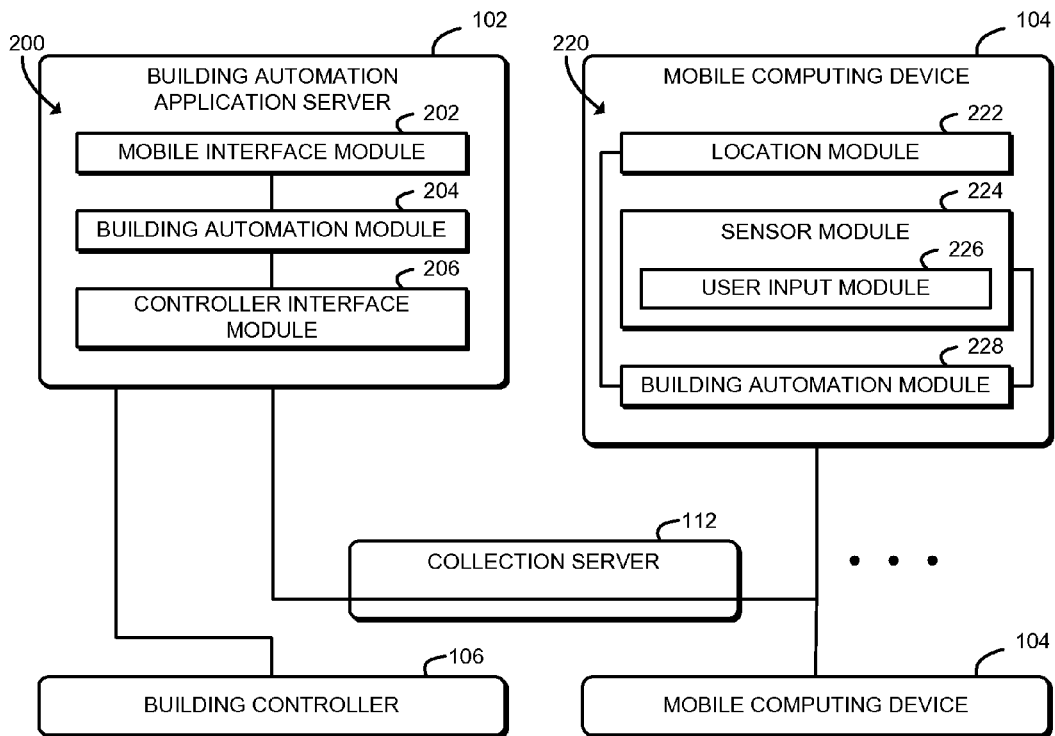 102
200
BUILDING AUTOMATION
APPLICATION SERVER
202
MOBILE INTERFACE MODULE
204
BUILDING AUTOMATION MODULE
206
CONTROLLER INTERFACE
MODULE
104
220
MOBILE COMPUTING DEVICE
222
LOCATION MODULE
224
SENSOR MODULE
226
USER INPUT MODULE
228
BUILDING AUTOMATION MODULE
112
COLLECTION SERVER
106
BUILDING CONTROLLER
104
MOBILE COMPUTING DEVICE